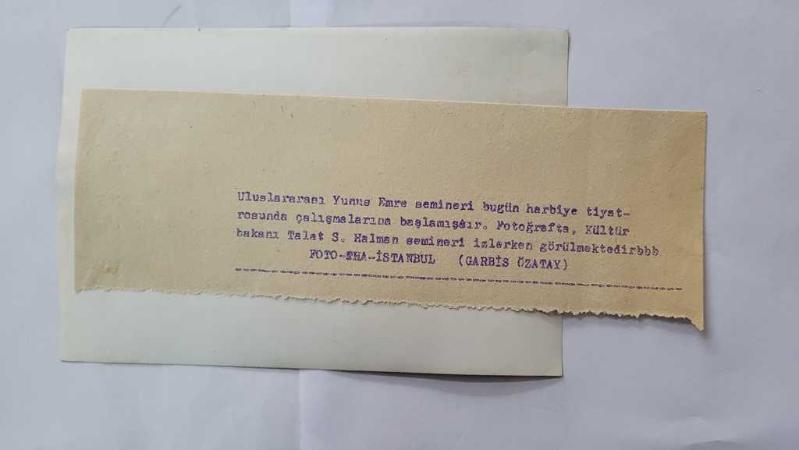 Uluslararası Yunus Emre semineri bugün harbiye tiyat-
rosunda çalışmalarına başlamışsır. Fotoğrafta, Kültür
bakanı Talat S. Halman semineri izlerken görülmektedirbbb
FOTO-THA-İSTANBUL (GARBİS ÖZATAY)